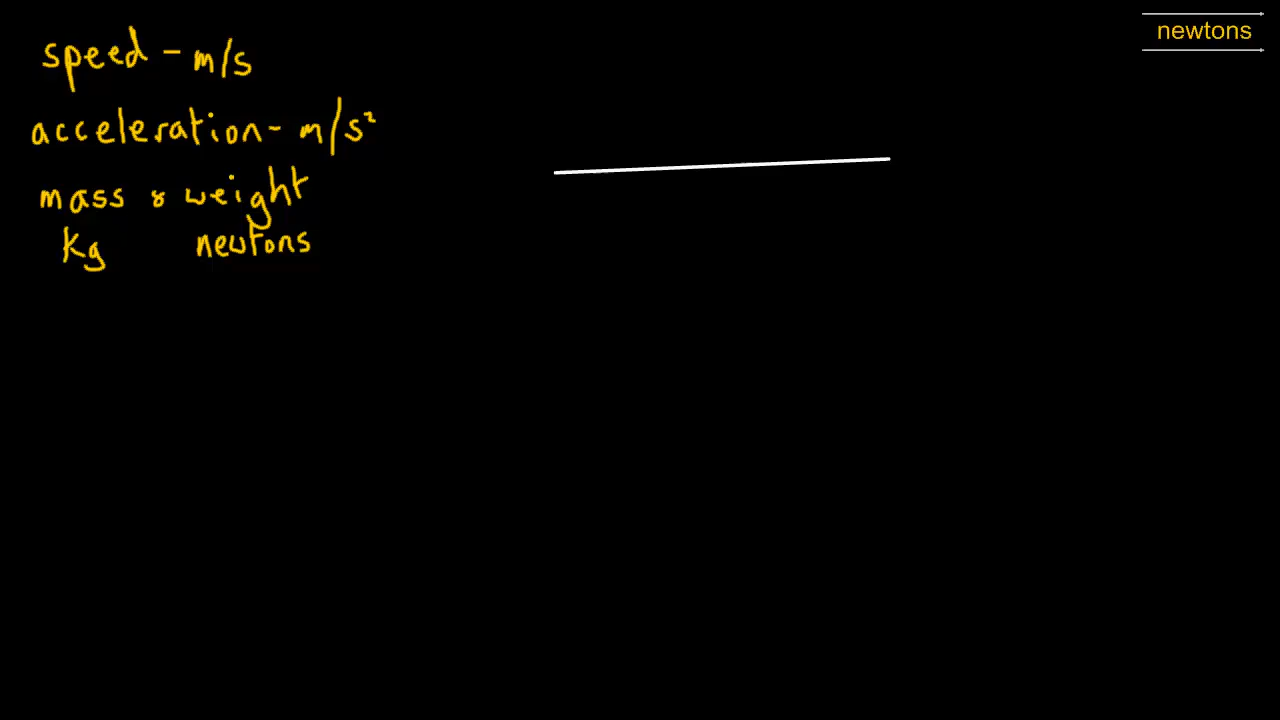 speed - m/s
acceleration - m/s²
mass & weight
kg newtons
newtons